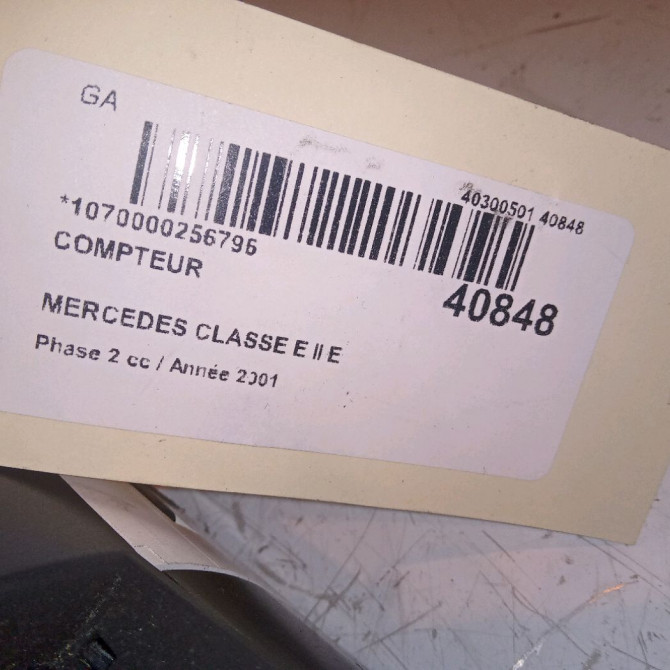 GA
40300501 40848
*1070000256796
COMPTEUR
40848
MERCEDES CLASSE E II E
Phase 2 cc / Année 2001